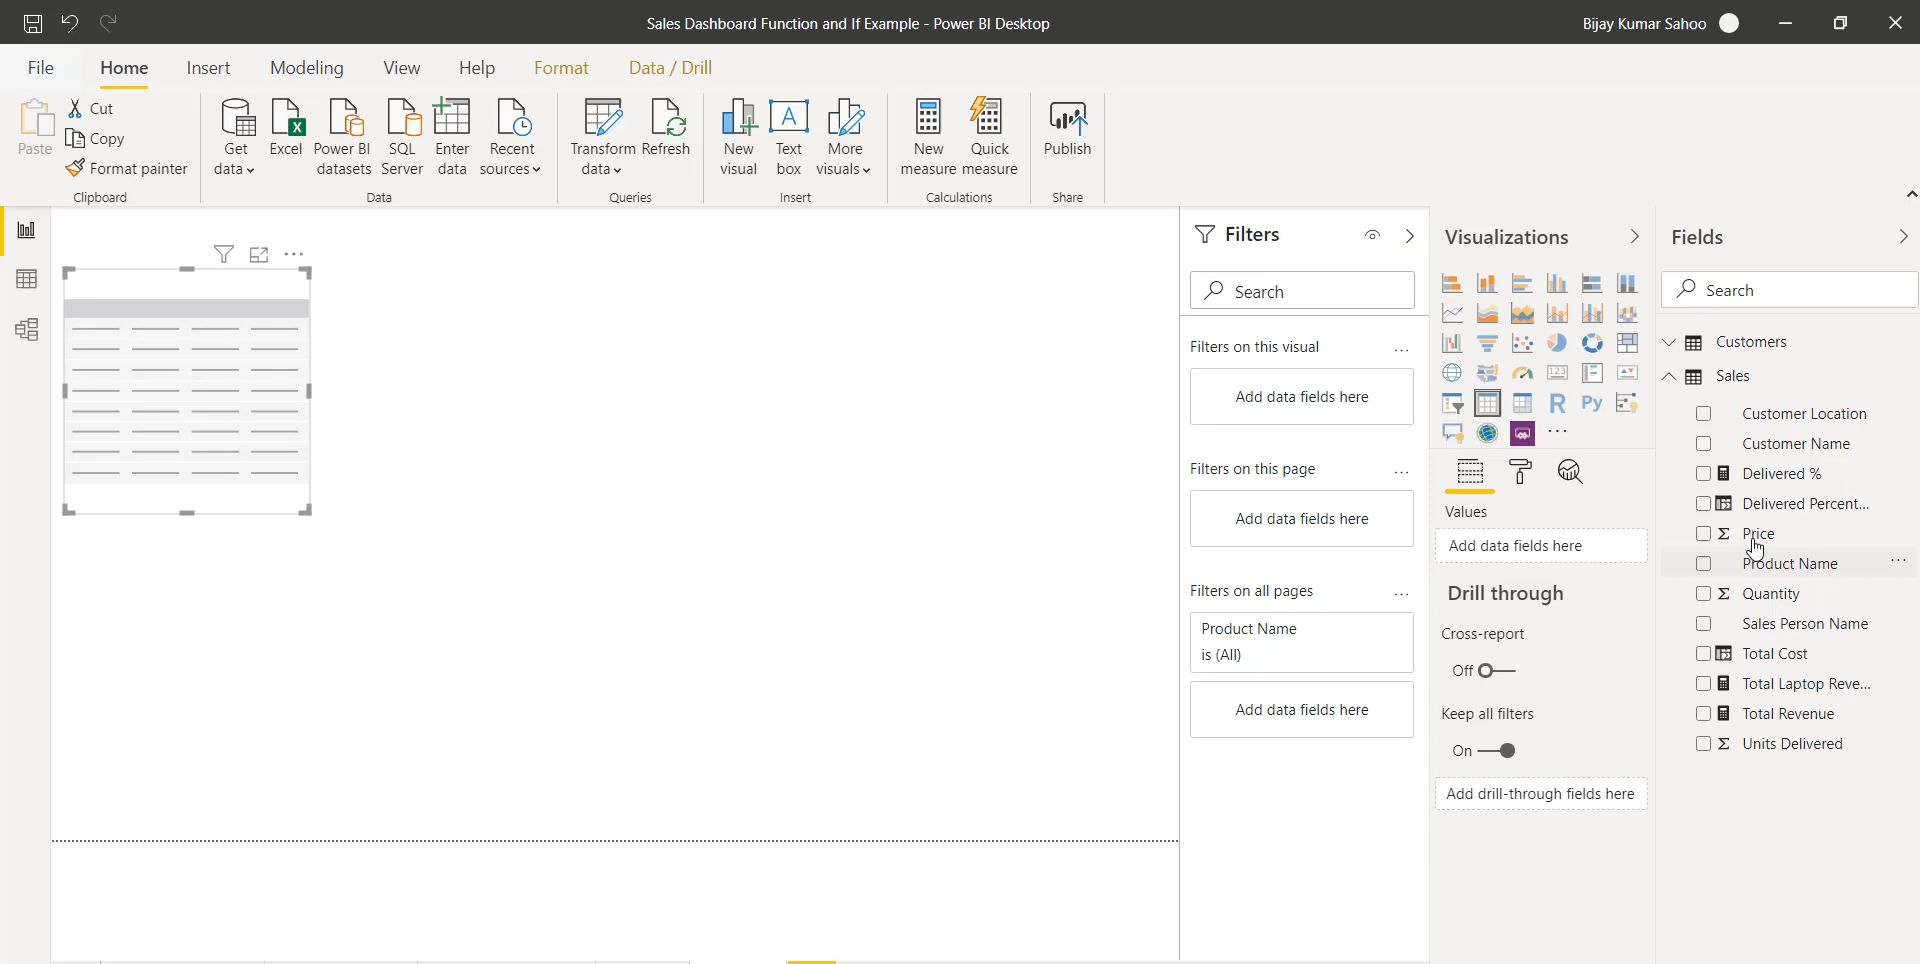 Sales Dashboard Function and If Example - Power BI Desktop
Bijay Kumar Sahoo
File
Home
Insert
Modeling
View
Help
Format
Data / Drill
Paste
Cut
Copy
Format painter
Clipboard
Get data
Excel
Power BI datasets
SQL Server
Enter data
Recent sources
Data
Transform data
Refresh
Queries
New visual
Text box
A
More visuals
Insert
New measure
Quick measure
Calculations
Publish
Share
Filters
Search
Filters on this visual
...
Add data fields here
Filters on this page
...
Add data fields here
Filters on all pages
...
Product Name
is (All)
Add data fields here
Visualizations
123
R
Py
...
Values
Add data fields here
Drill through
Cross-report
Off
Keep all filters
On
Add drill-through fields here
Fields
Search
Customers
Sales
Customer Location
Customer Name
Delivered %
Delivered Percent...
Σ Price
Product Name
...
Σ Quantity
Sales Person Name
Total Cost
Total Laptop Reve...
Total Revenue
Σ Units Delivered